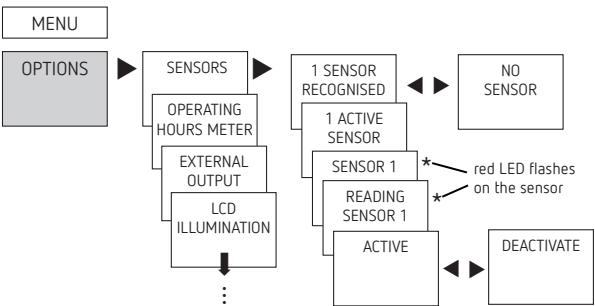 MENU
OPTIONS
SENSORS
OPERATING
HOURS METER
EXTERNAL
OUTPUT
LCD
ILLUMINATION
1 SENSOR
RECOGNISED
NO
SENSOR
1 ACTIVE
SENSOR
SENSOR 1 *
READING
SENSOR 1 *
red LED flashes
on the sensor
ACTIVE
DEACTIVATE